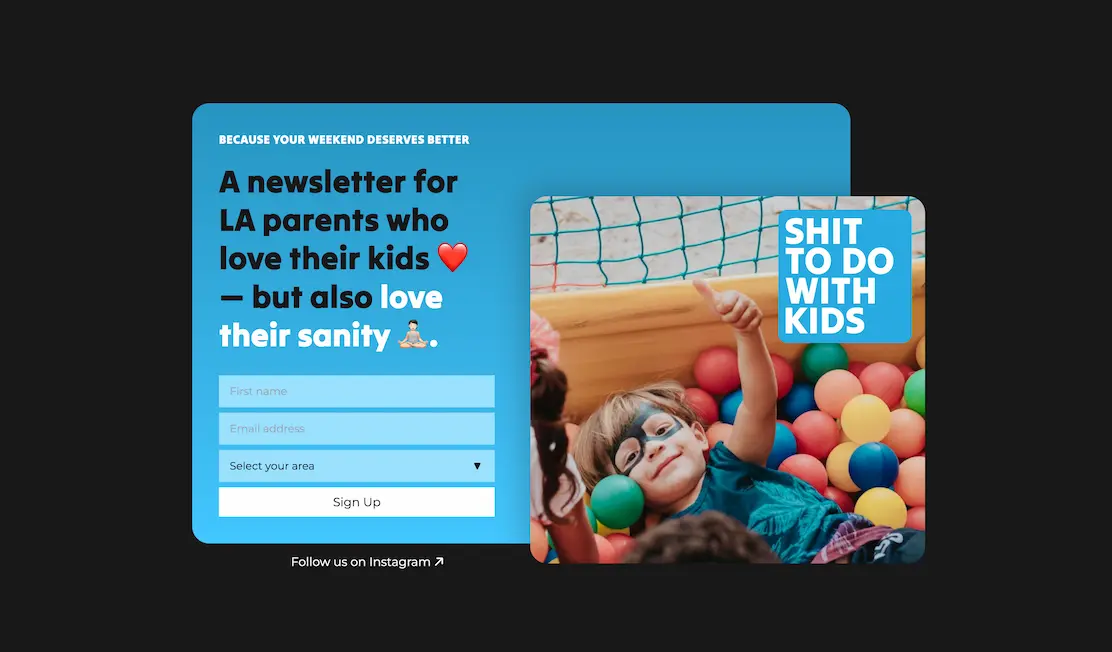 BECAUSE YOUR WEEKEND DESERVES BETTER
A newsletter for
LA parents who
love their kids ❤️
— but also love
their sanity 🧘🏻.
First name
Email address
Select your area ▼
Sign Up
Follow us on Instagram ↗
SHIT
TO DO
WITH
KIDS